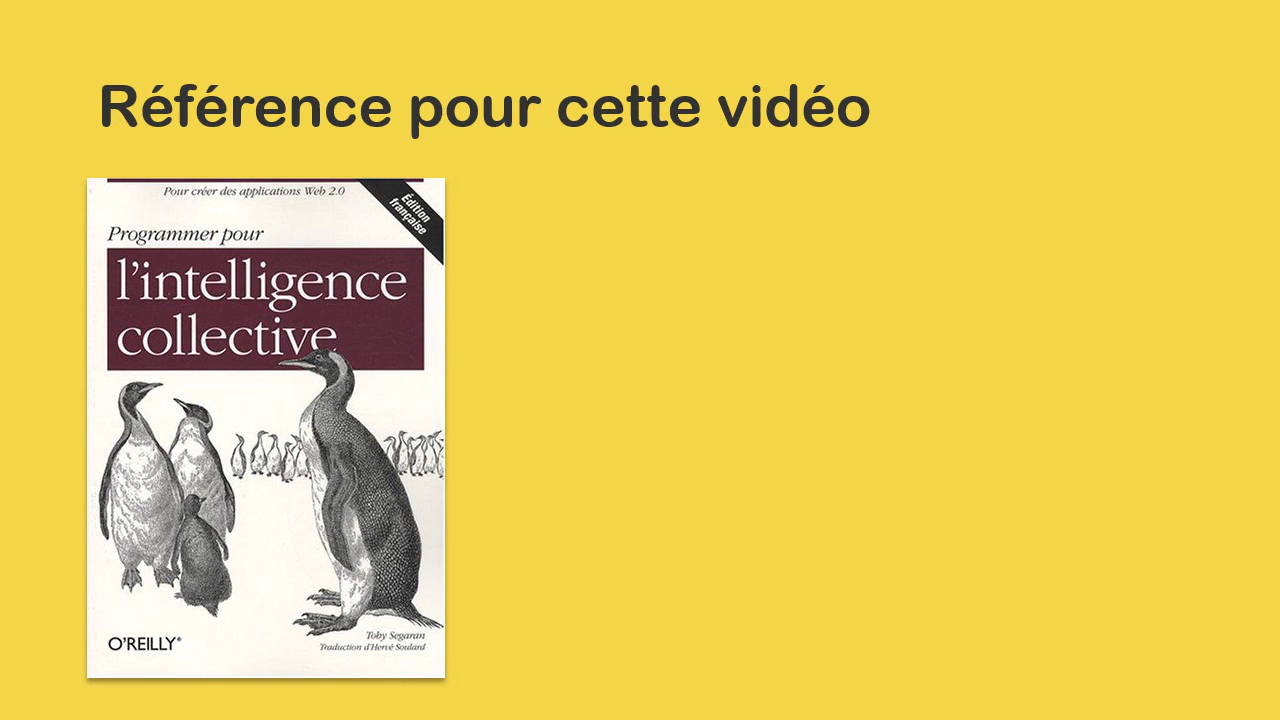 Référence pour cette vidéo
Pour créer des applications Web 2.0
Édition
française
Programmer pour
l'intelligence
collective
O'REILLY®
Toby Segaran
Traduction d'Hervé Soulard